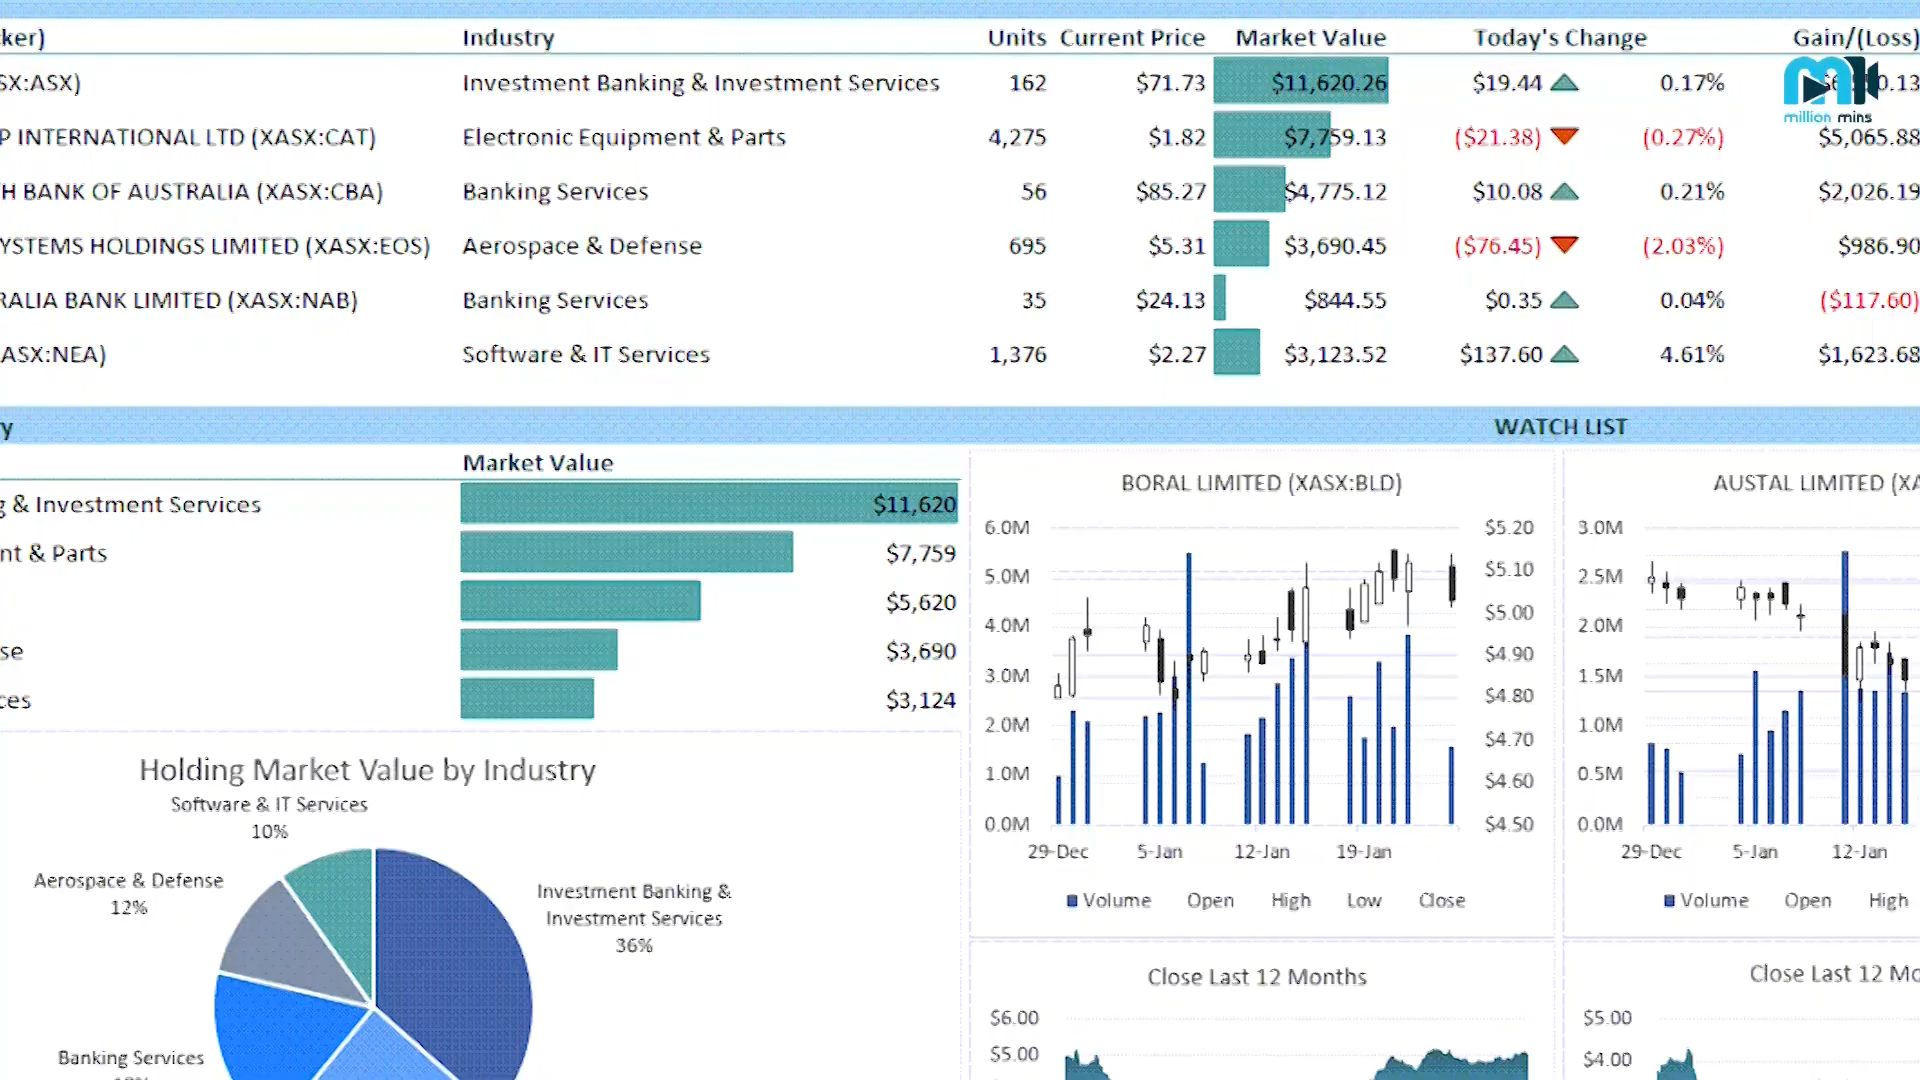 ker) Industry Units Current Price Market Value Today's Change Gain/(Loss)
SX:ASX) Investment Banking & Investment Services 162 $71.73 $11,620.26 $19.44 0.17%
million mins
P INTERNATIONAL LTD (XASX:CAT) Electronic Equipment & Parts 4,275 $1.82 $7,759.13 ($21.38) (0.27%) $5,065.88
H BANK OF AUSTRALIA (XASX:CBA) Banking Services 56 $85.27 $4,775.12 $10.08 0.21% $2,026.19
YSTEMS HOLDINGS LIMITED (XASX:EOS) Aerospace & Defense 695 $5.31 $3,690.45 ($76.45) (2.03%) $986.90
RALIA BANK LIMITED (XASX:NAB) Banking Services 35 $24.13 $844.55 $0.35 0.04% ($117.60)
ASX:NEA) Software & IT Services 1,376 $2.27 $3,123.52 $137.60 4.61% $1,623.68
y WATCH LIST
Market Value
g & Investment Services $11,620
nt & Parts $7,759
$5,620
se $3,690
ces $3,124
Holding Market Value by Industry
Software & IT Services
10%
Aerospace & Defense
12%
Investment Banking &
Investment Services
36%
Banking Services
BORAL LIMITED (XASX:BLD)
6.0M $5.20
5.0M $5.10
$5.00
4.0M
$4.90
3.0M
$4.80
2.0M
$4.70
1.0M
$4.60
0.0M $4.50
29-Dec 5-Jan 12-Jan 19-Jan
Volume Open High Low Close
AUSTAL LIMITED (XA
3.0M
2.5M
2.0M
1.5M
1.0M
0.5M
0.0M
29-Dec 5-Jan 12-Jan
Volume Open High
Close Last 12 Months
$6.00
$5.00
Close Last 12 Mo
$5.00
$4.00